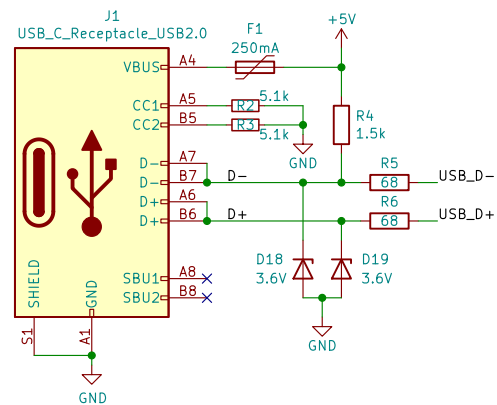 J1
USB_C_Receptacle_USB2.0
F1
250mA
+5V
VBUS A4
CC1 A5 R2 5.1k
CC2 B5 R3 5.1k
GND
R4
1.5k
D- A7
D- B7 D- R5 68 USB_D-
D+ A6
D+ B6 D+ R6 68 USB_D+
D18
3.6V
D19
3.6V
SBU1 A8
SBU2 B8
SHIELD
GND
S1
A1
GND
GND